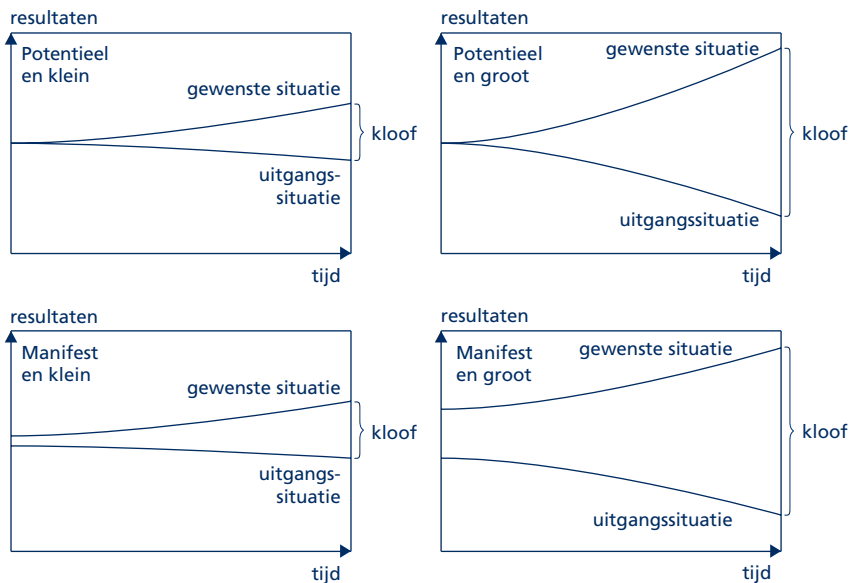 resultaten
Potentieel
en klein
gewenste situatie
kloof
uitgangs-
situatie
tijd
resultaten
Potentieel
en groot
gewenste situatie
kloof
uitgangssituatie
tijd
resultaten
Manifest
en klein
gewenste situatie
kloof
uitgangs-
situatie
tijd
resultaten
Manifest
en groot
gewenste situatie
kloof
uitgangssituatie
tijd